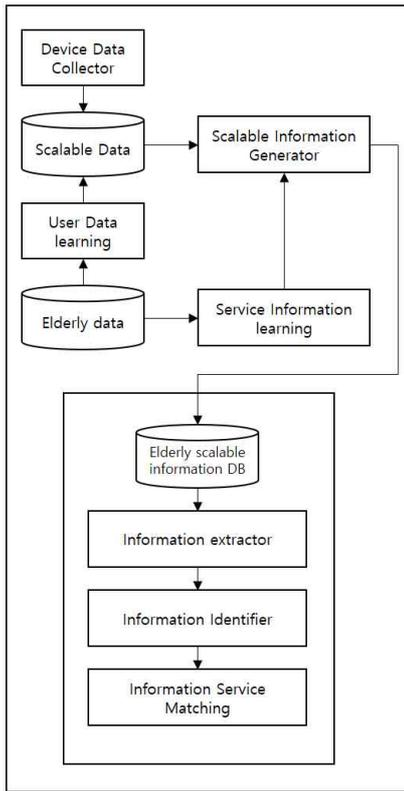 Device Data
Collector
Scalable Data
Scalable Information
Generator
User Data
learning
Elderly data
Service Information
learning
Elderly scalable
information DB
Information extractor
Information Identifier
Information Service
Matching